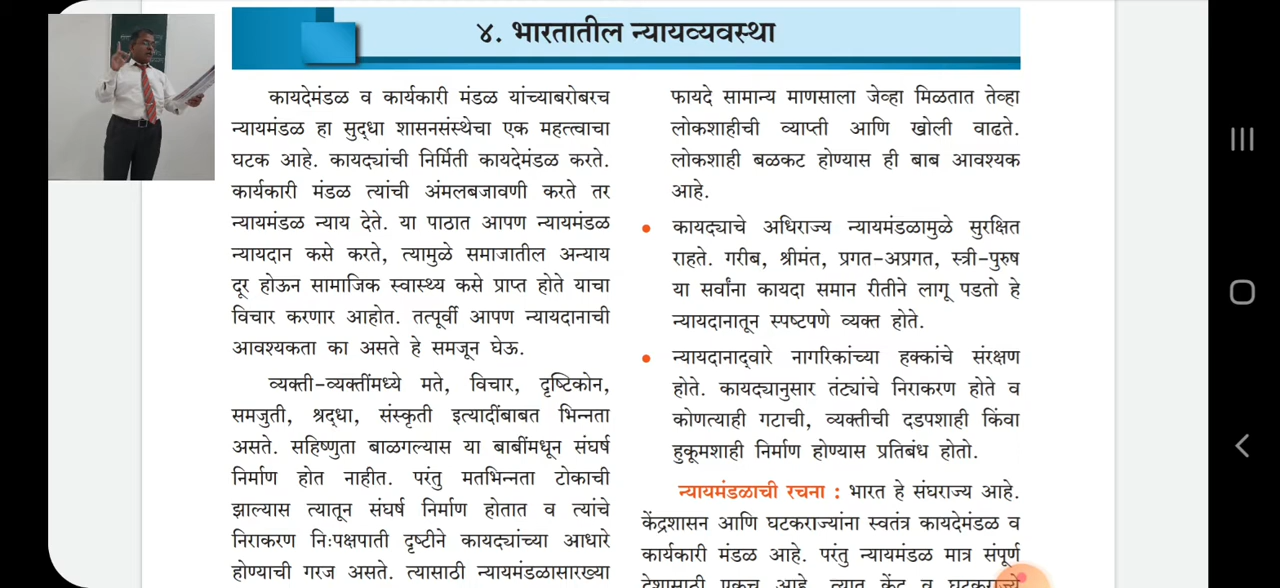 ४. भारतातील न्यायव्यवस्था
कायदेमंडळ व कार्यकारी मंडळ यांच्याबरोबरच
न्यायमंडळ हा सुद्धा शासनसंस्थेचा एक महत्त्वाचा
घटक आहे. कायद्यांची निर्मिती कायदेमंडळ करते.
कार्यकारी मंडळ त्यांची अंमलबजावणी करते तर
न्यायमंडळ न्याय देते. या पाठात आपण न्यायमंडळ
न्यायदान कसे करते, त्यामुळे समाजातील अन्याय
दूर होऊन सामाजिक स्वास्थ्य कसे प्राप्त होते याचा
विचार करणार आहोत. तत्पूर्वी आपण न्यायदानाची
आवश्यकता का असते हे समजून घेऊ.
व्यक्ती-व्यक्तींमध्ये मते, विचार, दृष्टिकोन,
समजुती, श्रद्धा, संस्कृती इत्यादींबाबत भिन्नता
असते. सहिष्णुता बाळगल्यास या बाबींमधून संघर्ष
निर्माण होत नाहीत. परंतु मतभिन्नता टोकाची
झाल्यास त्यातून संघर्ष निर्माण होतात व त्यांचे
निराकरण निःपक्षपाती दृष्टीने कायद्यांच्या आधारे
होण्याची गरज असते. त्यासाठी न्यायमंडळासारख्या
फायदे सामान्य माणसाला जेव्हा मिळतात तेव्हा
लोकशाहीची व्याप्ती आणि खोली वाढते.
लोकशाही बळकट होण्यास ही बाब आवश्यक
आहे.
• कायद्याचे अधिराज्य न्यायमंडळामुळे सुरक्षित
राहते. गरीब, श्रीमंत, प्रगत-अप्रगत, स्त्री-पुरुष
या सर्वांना कायदा समान रीतीने लागू पडतो हे
न्यायदानातून स्पष्टपणे व्यक्त होते.
• न्यायदानाद्वारे नागरिकांच्या हक्कांचे संरक्षण
होते. कायद्यानुसार तंट्यांचे निराकरण होते व
कोणत्याही गटाची, व्यक्तीची दडपशाही किंवा
हुकूमशाही निर्माण होण्यास प्रतिबंध होतो.
न्यायमंडळाची रचना : भारत हे संघराज्य आहे.
केंद्रशासन आणि घटकराज्यांना स्वतंत्र कायदेमंडळ व
कार्यकारी मंडळ आहे. परंतु न्यायमंडळ मात्र संपूर्ण
देशासाठी एकच आहे. त्यात केंद्र व घटकराज्ये